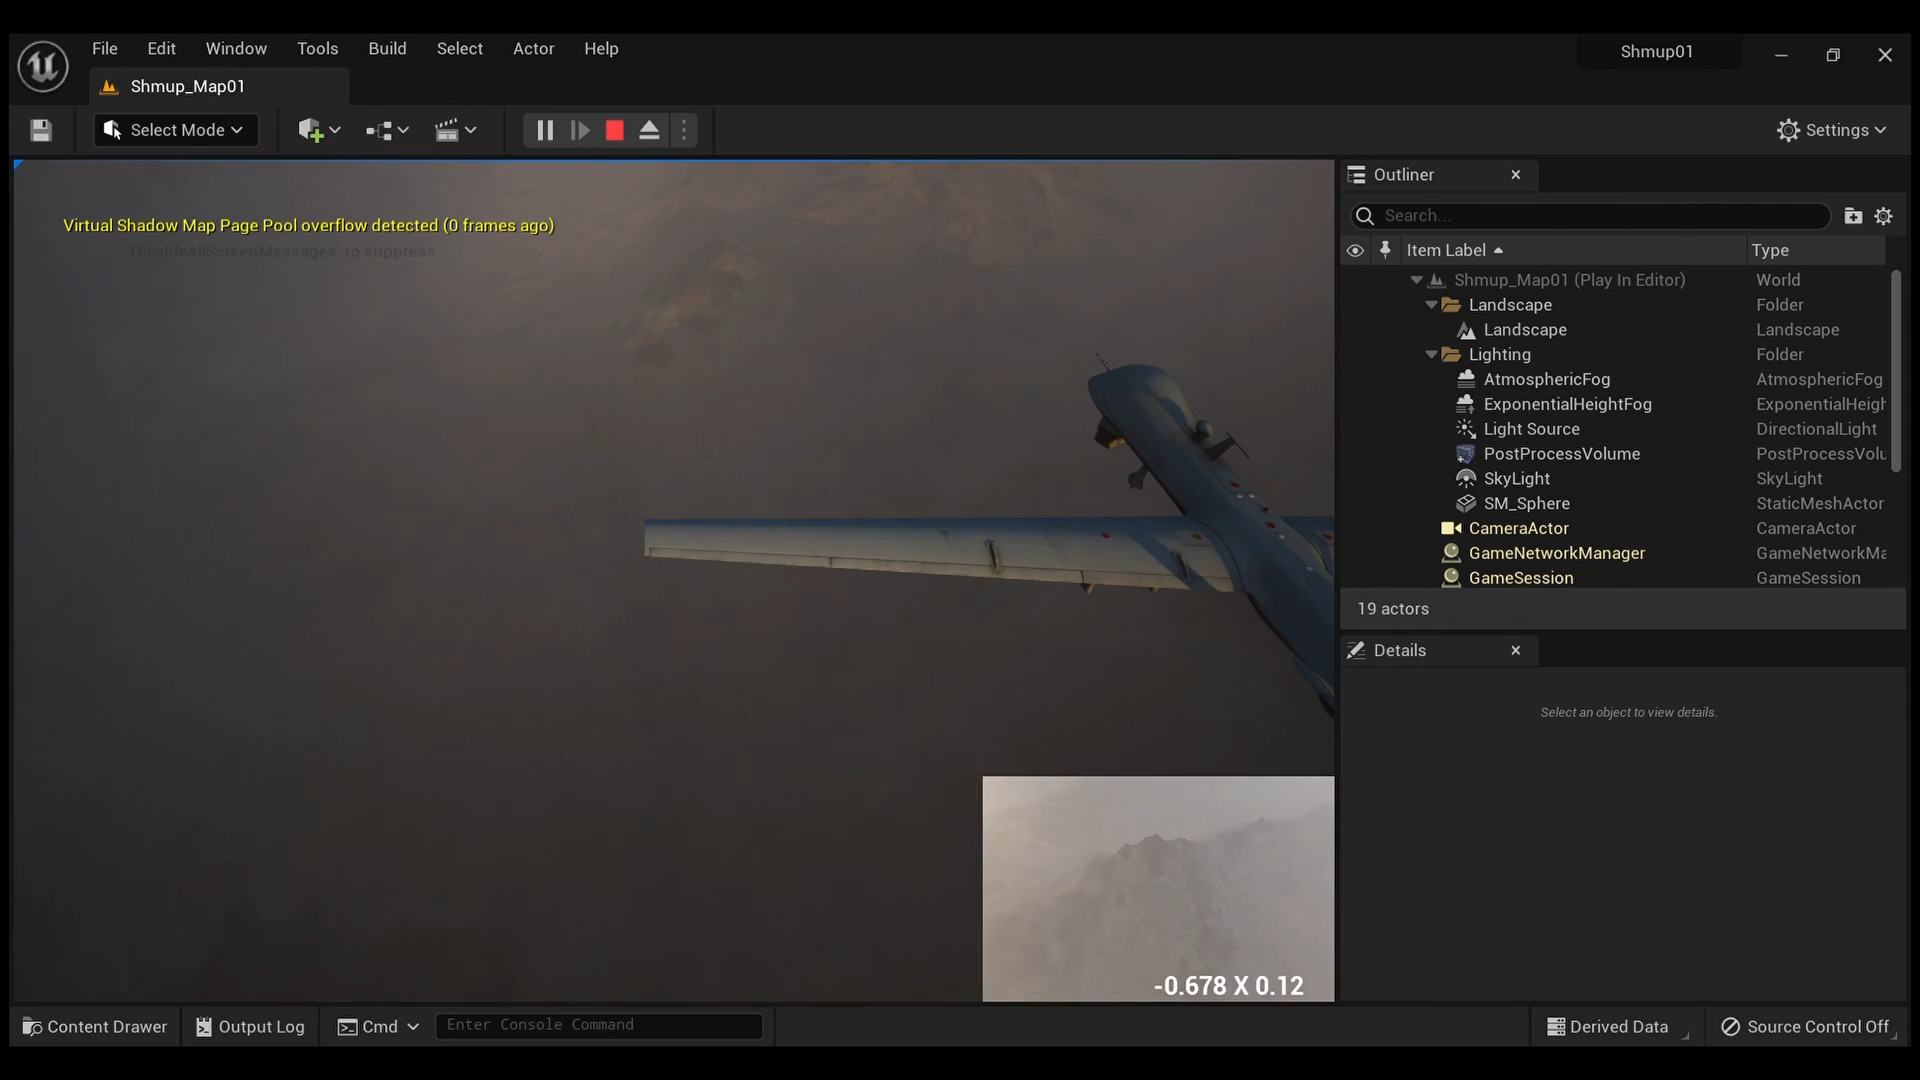 File Edit Window Tools Build Select Actor Help
Shmup01
Shmup_Map01
Select Mode
Settings
Virtual Shadow Map Page Pool overflow detected (0 frames ago)
'DisableAllScreenMessages' to suppress
Outliner
Search...
Item Label Type
Shmup_Map01 (Play In Editor) World
Landscape Folder
Landscape Landscape
Lighting Folder
AtmosphericFog AtmosphericFog
ExponentialHeightFog ExponentialHeigh
Light Source DirectionalLight
PostProcessVolume PostProcessVolu
SkyLight SkyLight
SM_Sphere StaticMeshActor
CameraActor CameraActor
GameNetworkManager GameNetworkMa
GameSession GameSession
19 actors
Details
Select an object to view details.
-0.678 X 0.12
Content Drawer Output Log Cmd Enter Console Command Derived Data Source Control Off